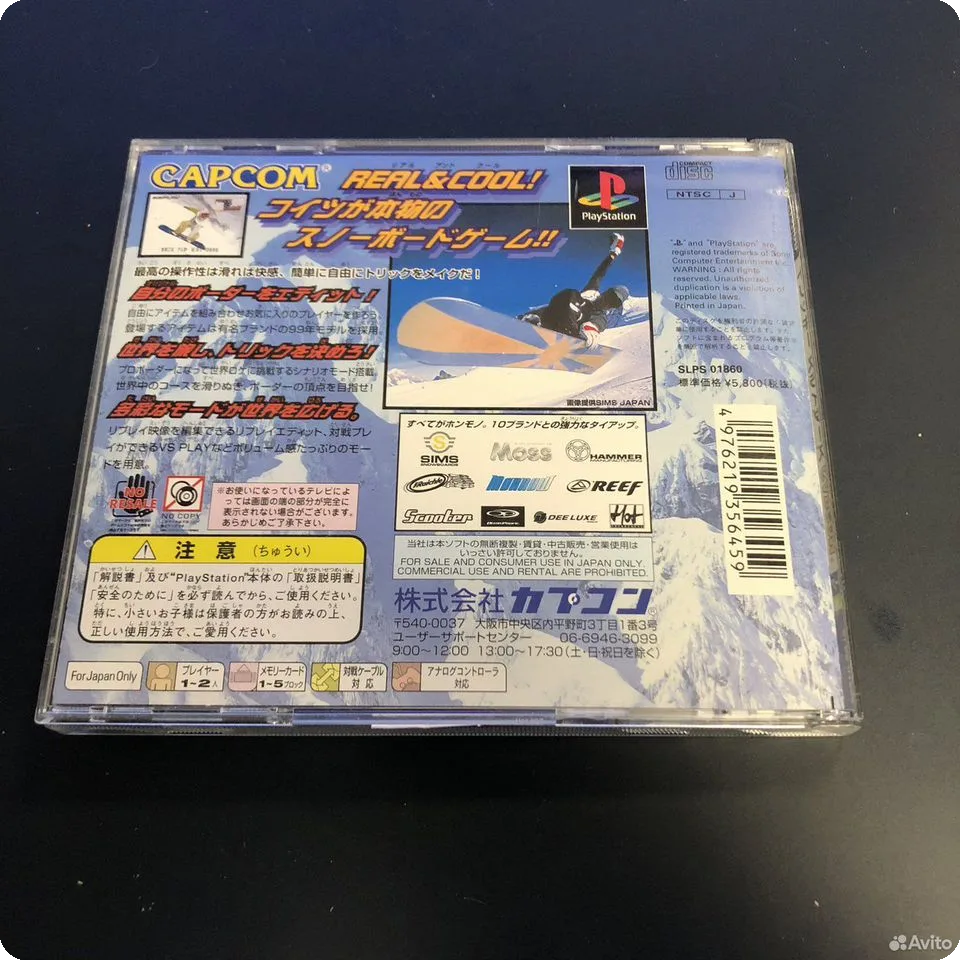 CAPCOM®
リアル アンド クール
REAL&COOL!
コイツが本物の
スノーボードゲーム!!
PlayStation
COMPACT
disc
NTSC J
最高の操作性は滑れば快感、簡単に自由にトリックをメイクだ!
自分のボーダーをエディット!
自由にアイテムを組み合わせお気に入りのプレイヤーを作ろう。
登場するアイテムは有名ブランドの99年モデルを採用。
世界を廻し、トリックを決めろ!
プロボーダーになって世界ロケに挑戦するシナリオモード搭載。
世界中のコースを滑りぬき、ボーダーの頂点を目指せ!
多彩なモードが世界を広げる。
リプレイ映像を編集できるリプレイエディット、対戦プレイ
ができるVS PLAYなどボリューム感たっぷりのモー
ドを用意。
画像提供SIMS JAPAN
"PS" and "PlayStation" are
registered trademarks of Sony
Computer Entertainment Inc.
WARNING : All rights
reserved. Unauthorized
duplication is a violation of
applicable laws.
Printed in Japan.
SLPS 01860
標準価格 ¥5,800(税抜)
4976219356459
すべてがホンモノ。10ブランドとの強力なタイアップ。
SIMS
SNOWBOARDS
Moss
HAMMER
MANUFACTURING
Raichle
REEF
Scooter
DEE LUXE
Hot
NO
RESALE
NO COPY
※お使いになっているテレビによ
っては画面の端の部分が完全に
表示されない場合がございます。
あらかじめご了承下さい。
当社は本ソフトの無断複製・賃貸・中古販売・営業使用は
いっさい許可しておりません。
FOR SALE AND CONSUMER USE IN JAPAN ONLY.
COMMERCIAL USE AND RENTAL ARE PROHIBITED.
注意(ちゅうい)
「解説書」及び"PlayStation"本体の「取扱説明書」
「安全のために」を必ず読んでから、ご使用ください。
特に、小さいお子様は保護者の方がお読みの上、
正しい使用方法で、ご愛用ください。
株式会社 カプコン®
〒540-0037 大阪市中央区内平野町3丁目1番3号
ユーザーサポートセンター 06-6946-3099
9:00~12:00 13:00~17:30(土・日・祝日を除く)
For Japan Only
プレイヤー
1~2人
メモリーカード
1~5ブロック
対戦ケーブル
対応
アナログコントローラ
対応
Avito